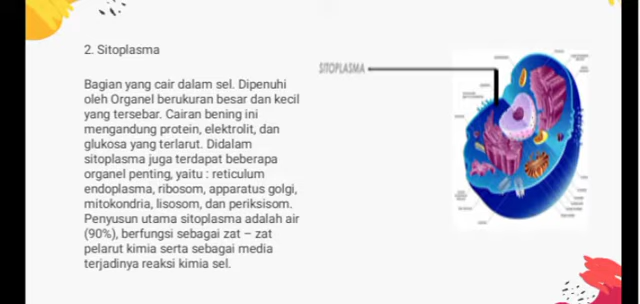 2. Sitoplasma
SITOPLASMA
Bagian yang cair dalam sel. Dipenuhi
oleh Organel berukuran besar dan kecil
yang tersebar. Cairan bening ini
mengandung protein, elektrolit, dan
glukosa yang terlarut. Didalam
sitoplasma juga terdapat beberapa
organel penting, yaitu : reticulum
endoplasma, ribosom, apparatus golgi,
mitokondria, lisosom, dan periksisom.
Penyusun utama sitoplasma adalah air
(90%), berfungsi sebagai zat – zat
pelarut kimia serta sebagai media
terjadinya reaksi kimia sel.